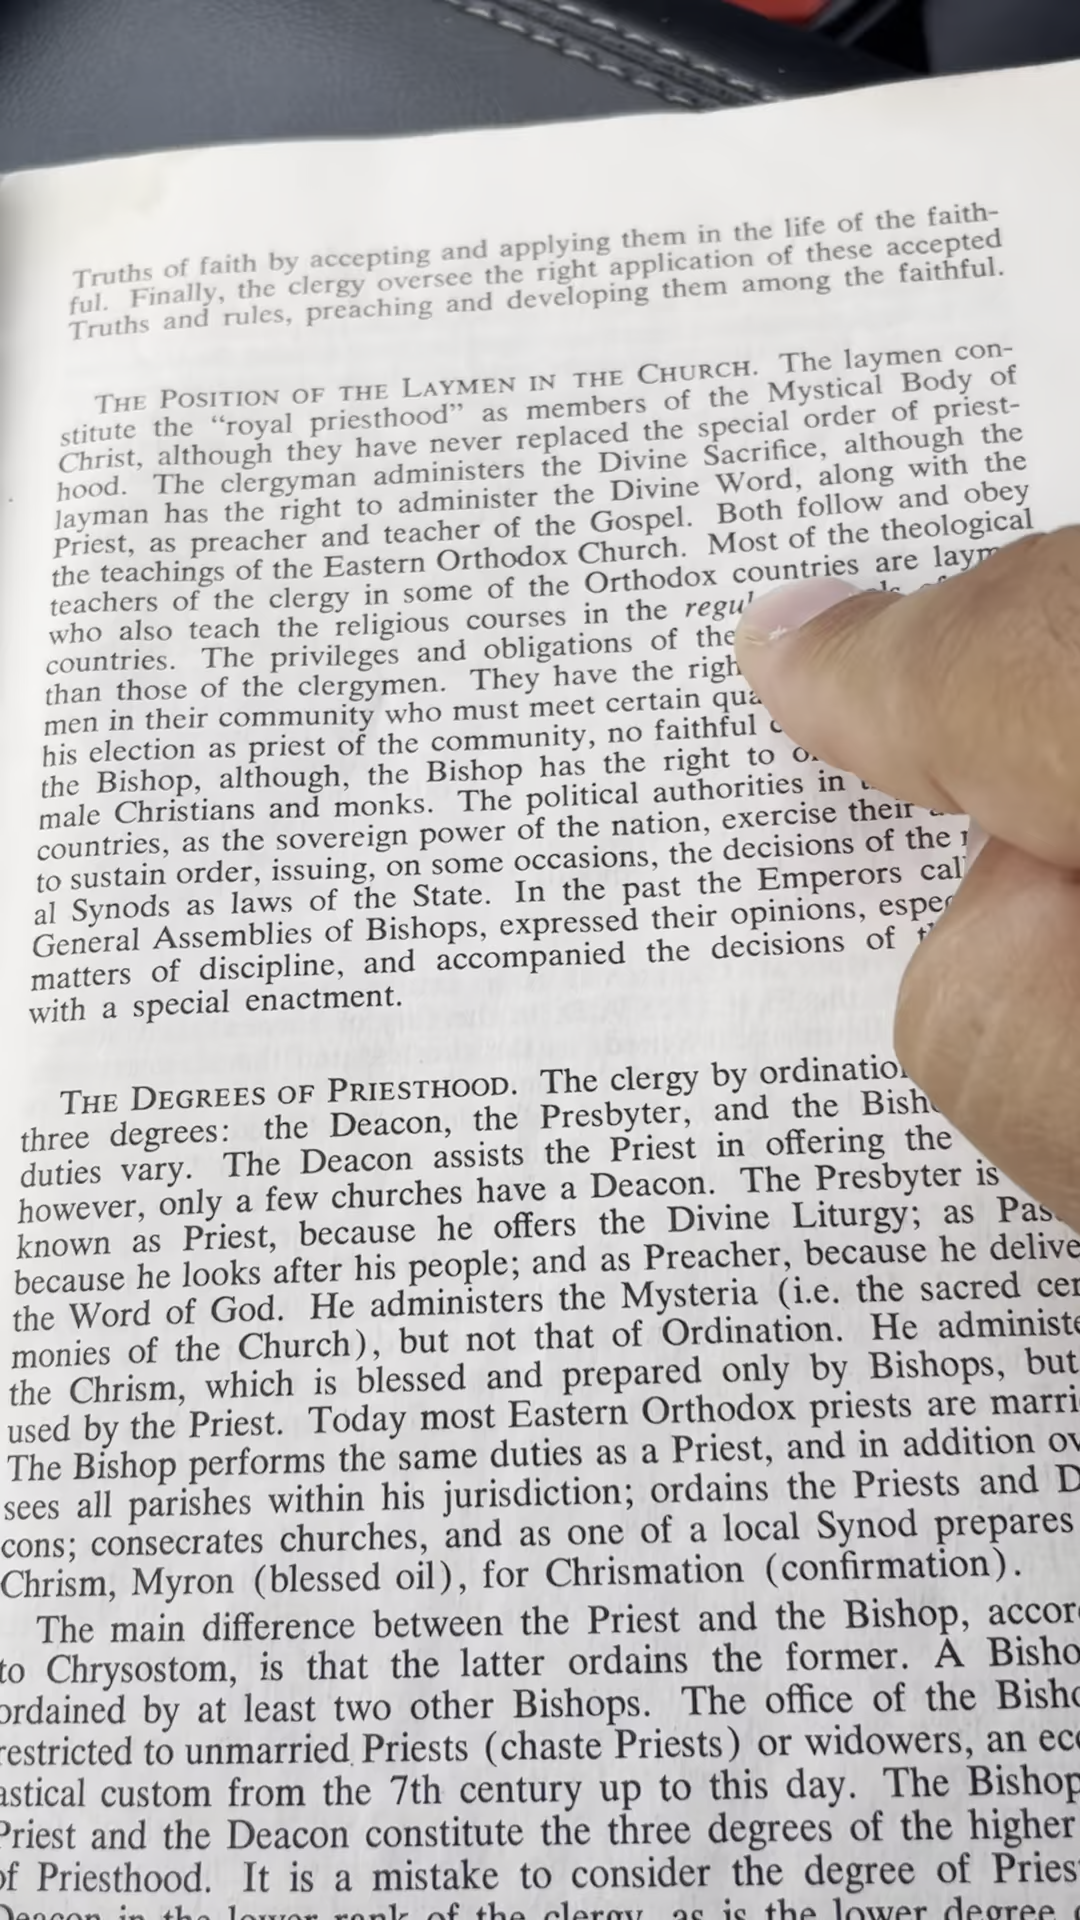 Truths of faith by accepting and applying them in the life of the faith-
ful. Finally, the clergy oversee the right application of these accepted
Truths and rules, preaching and developing them among the faithful.
THE POSITION OF THE LAYMEN IN THE CHURCH. The laymen con-
stitute the “royal priesthood” as members of the Mystical Body of
Christ, although they have never replaced the special order of priest-
hood. The clergyman administers the Divine Sacrifice, although the
layman has the right to administer the Divine Word, along with the
Priest, as preacher and teacher of the Gospel. Both follow and obey
the teachings of the Eastern Orthodox Church. Most of the theological
teachers of the clergy in some of the Orthodox countries are
who also teach the religious courses in the
countries. The privileges and obligations of
than those of the clergymen. They have the
men in their community who must meet certain
his election as priest of the community, no faithful
the Bishop, although, the Bishop has the right to
male Christians and monks. The political authorities in
countries, as the sovereign power of the nation, exercise their
to sustain order, issuing, on some occasions, the decisions of the
al Synods as laws of the State. In the past the Emperors
General Assemblies of Bishops, expressed their opinions,
matters of discipline, and accompanied the decisions of
with a special enactment.
THE DEGREES OF PRIESTHOOD. The clergy by
three degrees: the Deacon, the Presbyter, and the
duties vary. The Deacon assists the Priest in offering the
however, only a few churches have a Deacon. The Presbyter is
known as Priest, because he offers the Divine Liturgy; as
because he looks after his people; and as Preacher, because he
the Word of God. He administers the Mysteria (i.e. the sacred
monies of the Church), but not that of Ordination. He
the Chrism, which is blessed and prepared only by Bishops, but
used by the Priest. Today most Eastern Orthodox priests are
The Bishop performs the same duties as a Priest, and in addition
sees all parishes within his jurisdiction; ordains the Priests and
cons; consecrates churches, and as one of a local Synod prepares
Chrism, Myron (blessed oil), for Chrismation (confirmation).
The main difference between the Priest and the Bishop,
to Chrysostom, is that the latter ordains the former. A
ordained by at least two other Bishops. The office of the
restricted to unmarried Priests (chaste Priests) or widowers, an
astical custom from the 7th century up to this day. The Bishop
Priest and the Deacon constitute the three degrees of the higher
of Priesthood. It is a mistake to consider the degree of
Deacon in the lower rank of the clergy, as is the lower degree